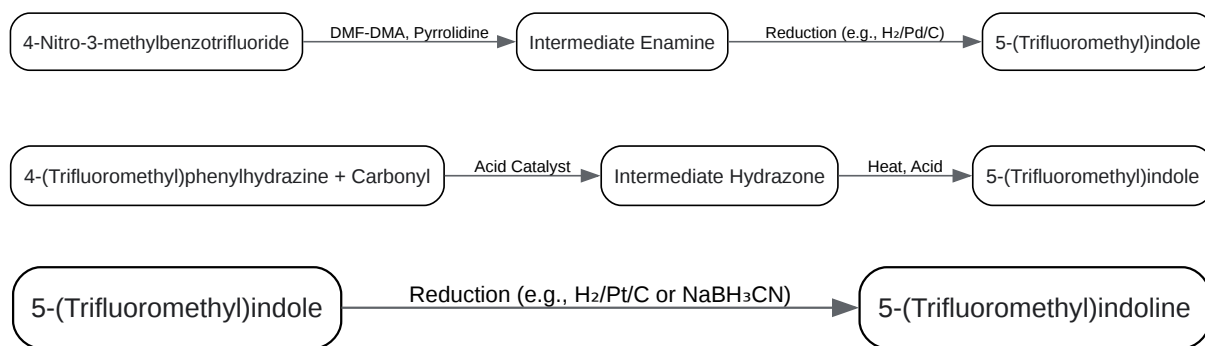 4-Nitro-3-methylbenzotrifluoride
DMF-DMA, Pyrrolidine
Intermediate Enamine
Reduction (e.g., H₂/Pd/C)
5-(Trifluoromethyl)indole
4-(Trifluoromethyl)phenylhydrazine + Carbonyl
Acid Catalyst
Intermediate Hydrazone
Heat, Acid
5-(Trifluoromethyl)indole
5-(Trifluoromethyl)indole
Reduction (e.g., H₂/Pt/C or NaBH₃CN)
5-(Trifluoromethyl)indoline